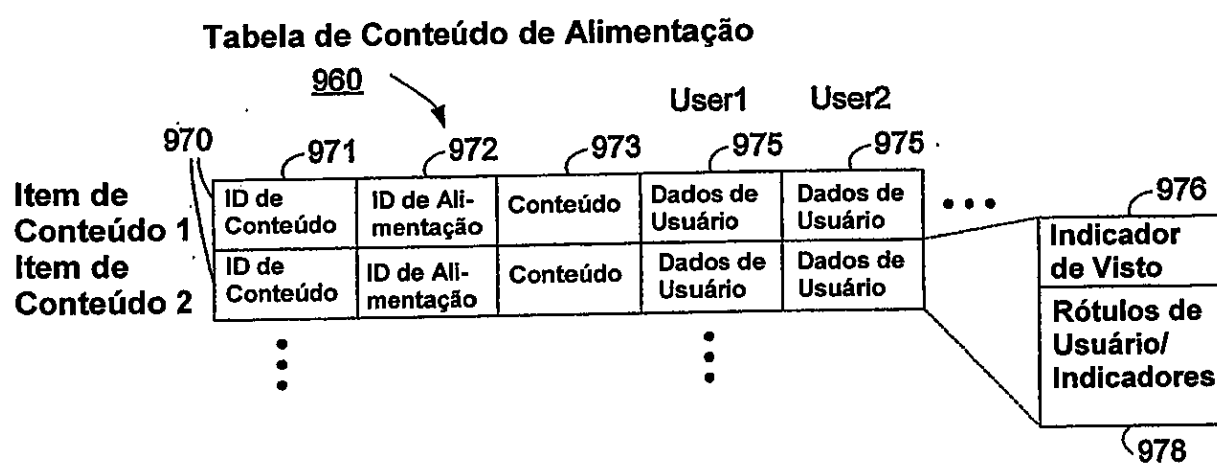 Tabela de Conteúdo de Alimentação
960
User1 User2
970 971 972 973 975 975
Item de Conteúdo 1
ID de Conteúdo
ID de Ali-
mentação
Conteúdo
Dados de Usuário
Dados de Usuário
• • •
Item de Conteúdo 2
ID de Conteúdo
ID de Ali-
mentação
Conteúdo
Dados de Usuário
Dados de Usuário
976
Indicador
de Visto
Rótulos de
Usuário/
Indicadores
978